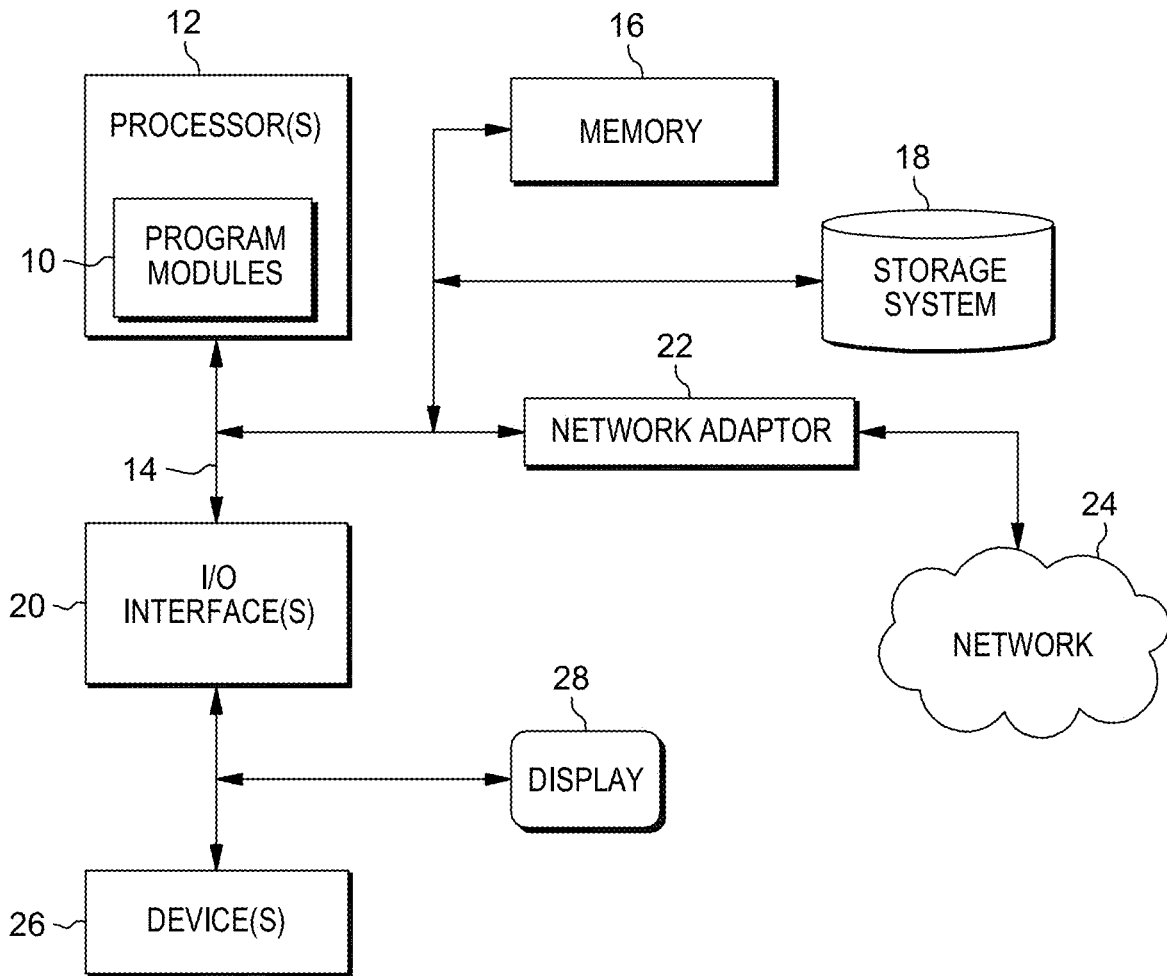 12
PROCESSOR(S)
10
PROGRAM
MODULES
16
MEMORY
18
STORAGE
SYSTEM
22
NETWORK ADAPTOR
14
20
I/O
INTERFACE(S)
24
NETWORK
28
DISPLAY
26
DEVICE(S)